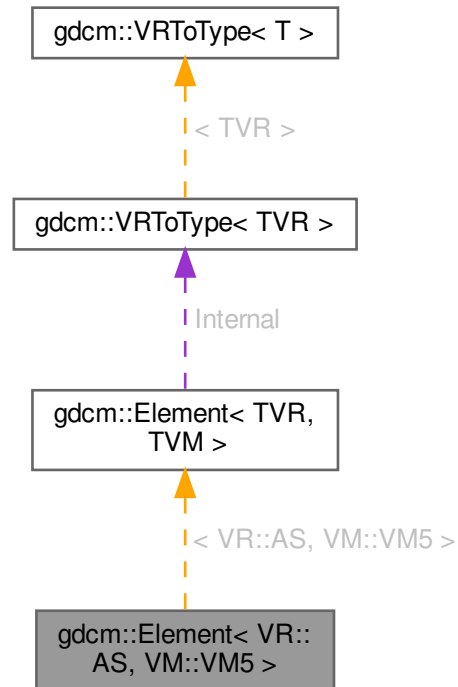 gdcm::VRToType< T >
< TVR >
gdcm::VRToType< TVR >
Internal
gdcm::Element< TVR,
TVM >
< VR::AS, VM::VM5 >
gdcm::Element< VR::
AS, VM::VM5 >